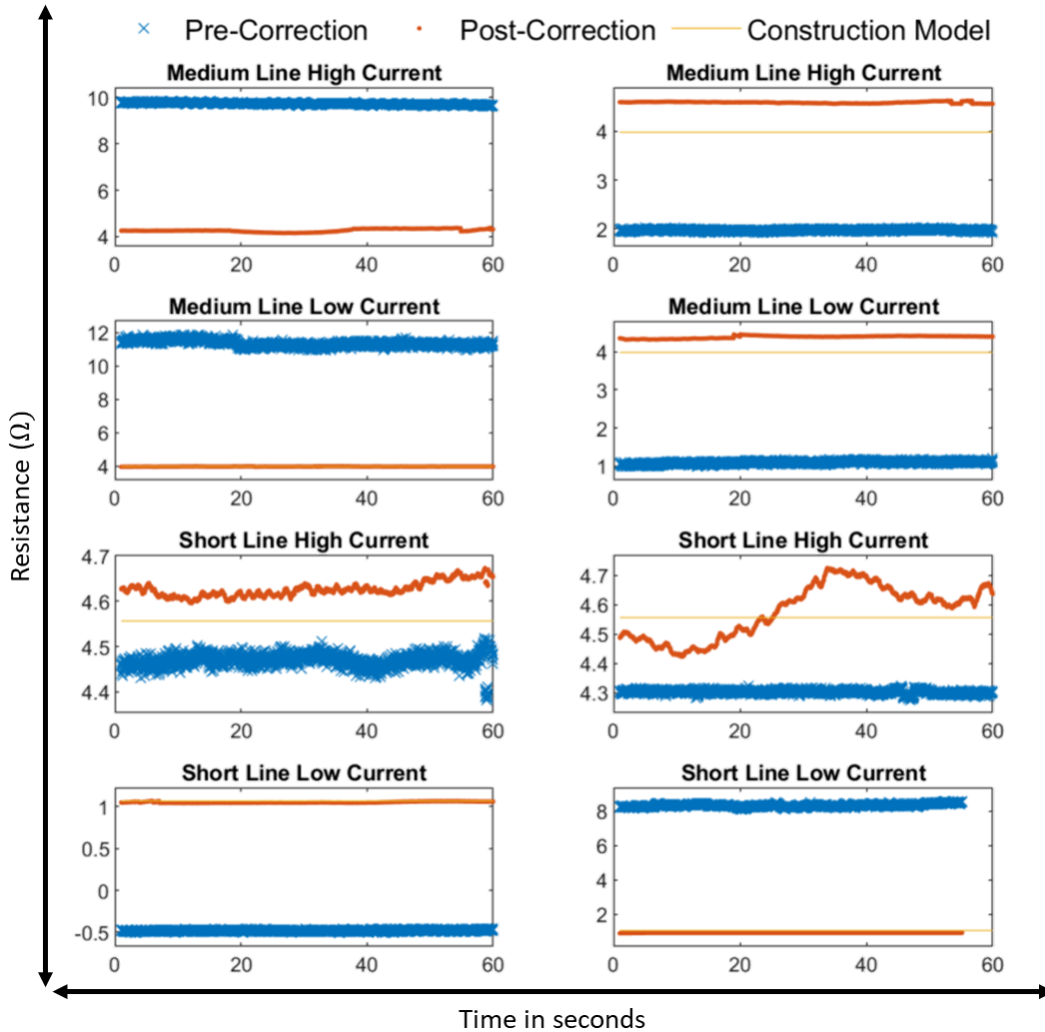 Pre-Correction Post-Correction Construction Model
Medium Line High Current
10
8
6
4
0 20 40 60
Medium Line High Current
4
3
2
0 20 40 60
Medium Line Low Current
12
10
8
6
4
0 20 40 60
Medium Line Low Current
4
3
2
1
0 20 40 60
Short Line High Current
4.7
4.6
4.5
4.4
0 20 40 60
Short Line High Current
4.7
4.6
4.5
4.4
4.3
0 20 40 60
Short Line Low Current
1
0.5
0
-0.5
0 20 40 60
Short Line Low Current
8
6
4
2
0 20 40 60
Resistance (Ω)
Time in seconds